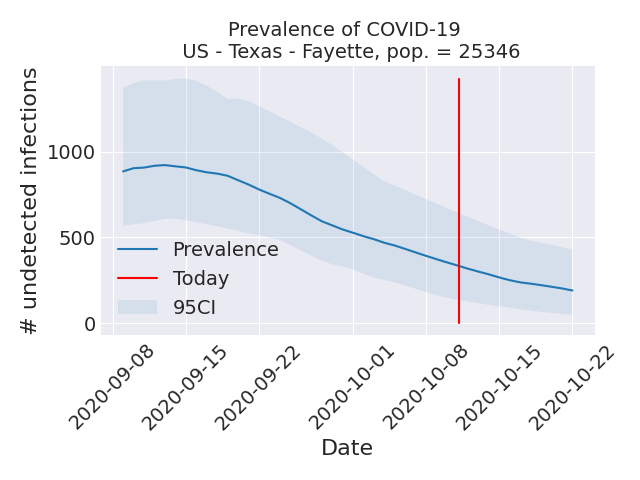 Prevalence of COVID-19
US - Texas - Fayette, pop. = 25346
# undetected infections
1000
500
0
Prevalence
Today
95CI
2020-09-08
2020-09-15
2020-09-22
2020-10-01
2020-10-08
2020-10-15
2020-10-22
Date